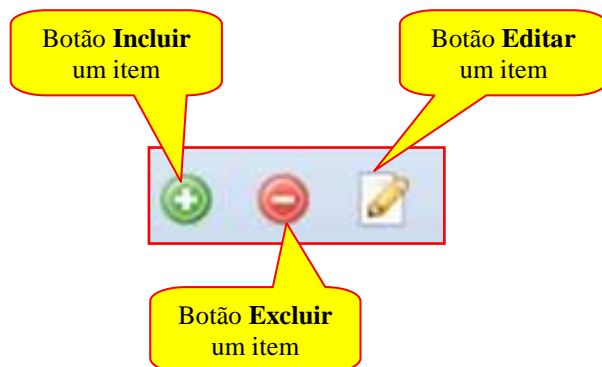 Botão Incluir
um item
Botão Editar
um item
Botão Excluir
um item